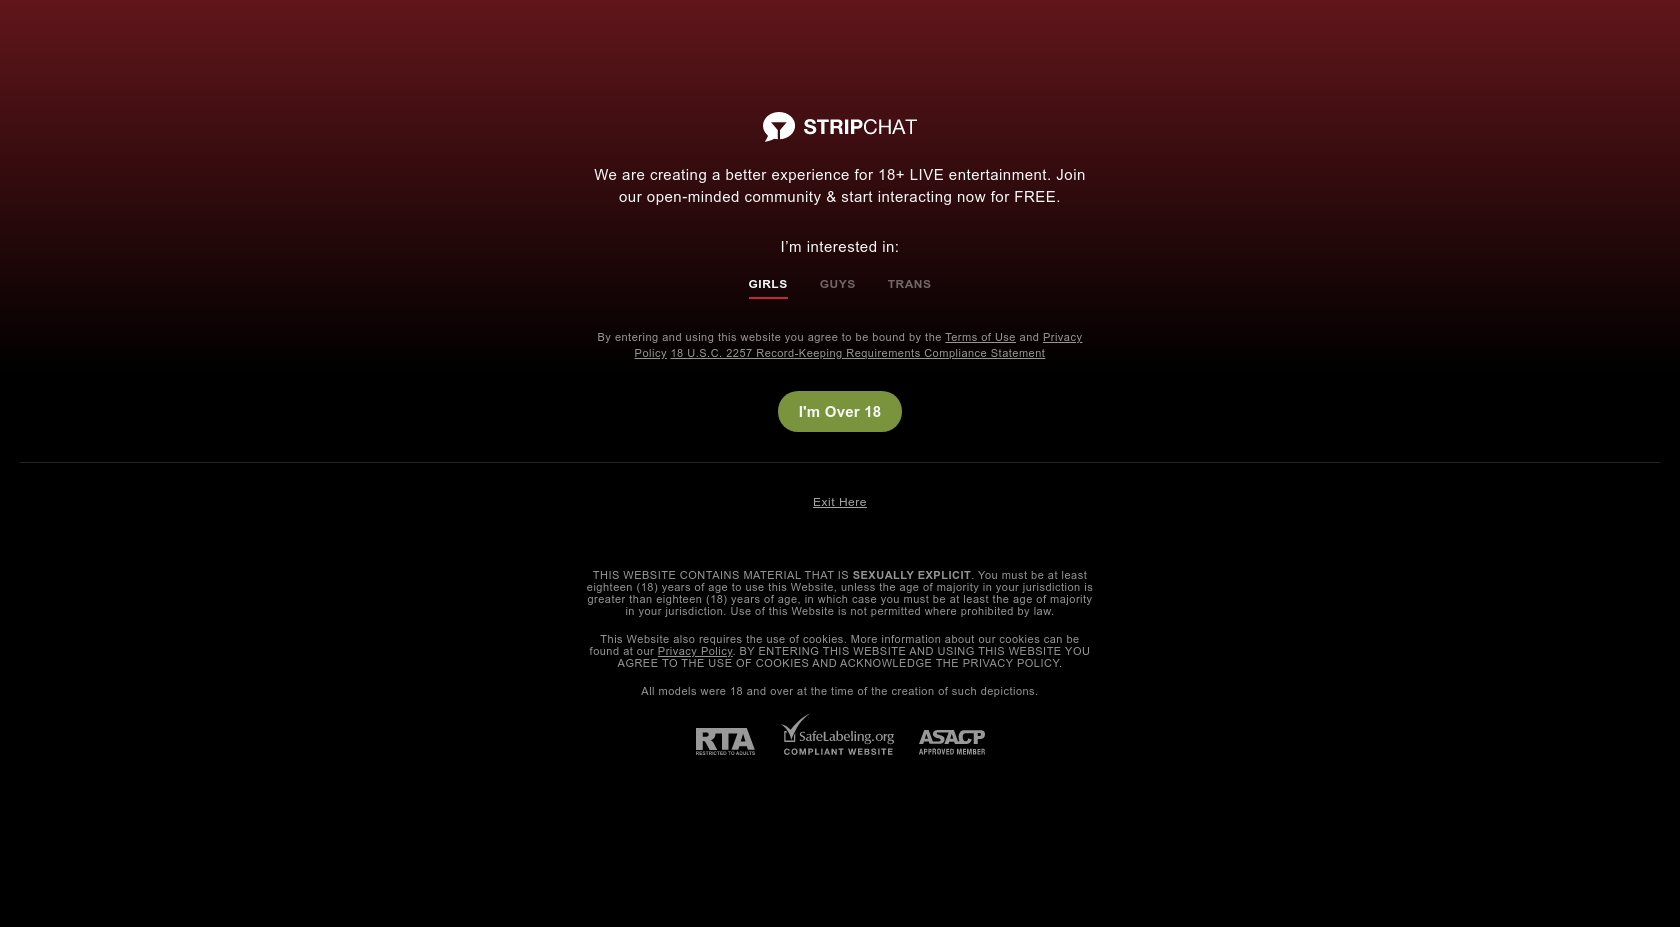 STRIPCHAT
We are creating a better experience for 18+ LIVE entertainment. Join
our open-minded community & start interacting now for FREE.
I'm interested in:
GIRLS GUYS TRANS
By entering and using this website you agree to be bound by the Terms of Use and Privacy
Policy 18 U.S.C. 2257 Record-Keeping Requirements Compliance Statement
I'm Over 18
Exit Here
THIS WEBSITE CONTAINS MATERIAL THAT IS SEXUALLY EXPLICIT. You must be at least
eighteen (18) years of age to use this Website, unless the age of majority in your jurisdiction is
greater than eighteen (18) years of age, in which case you must be at least the age of majority
in your jurisdiction. Use of this Website is not permitted where prohibited by law.
This Website also requires the use of cookies. More information about our cookies can be
found at our Privacy Policy. BY ENTERING THIS WEBSITE AND USING THIS WEBSITE YOU
AGREE TO THE USE OF COOKIES AND ACKNOWLEDGE THE PRIVACY POLICY.
All models were 18 and over at the time of the creation of such depictions.
RTA SafeLabeling.org ASACP
RESTRICTED TO ADULTS COMPLIANT WEBSITE APPROVED MEMBER